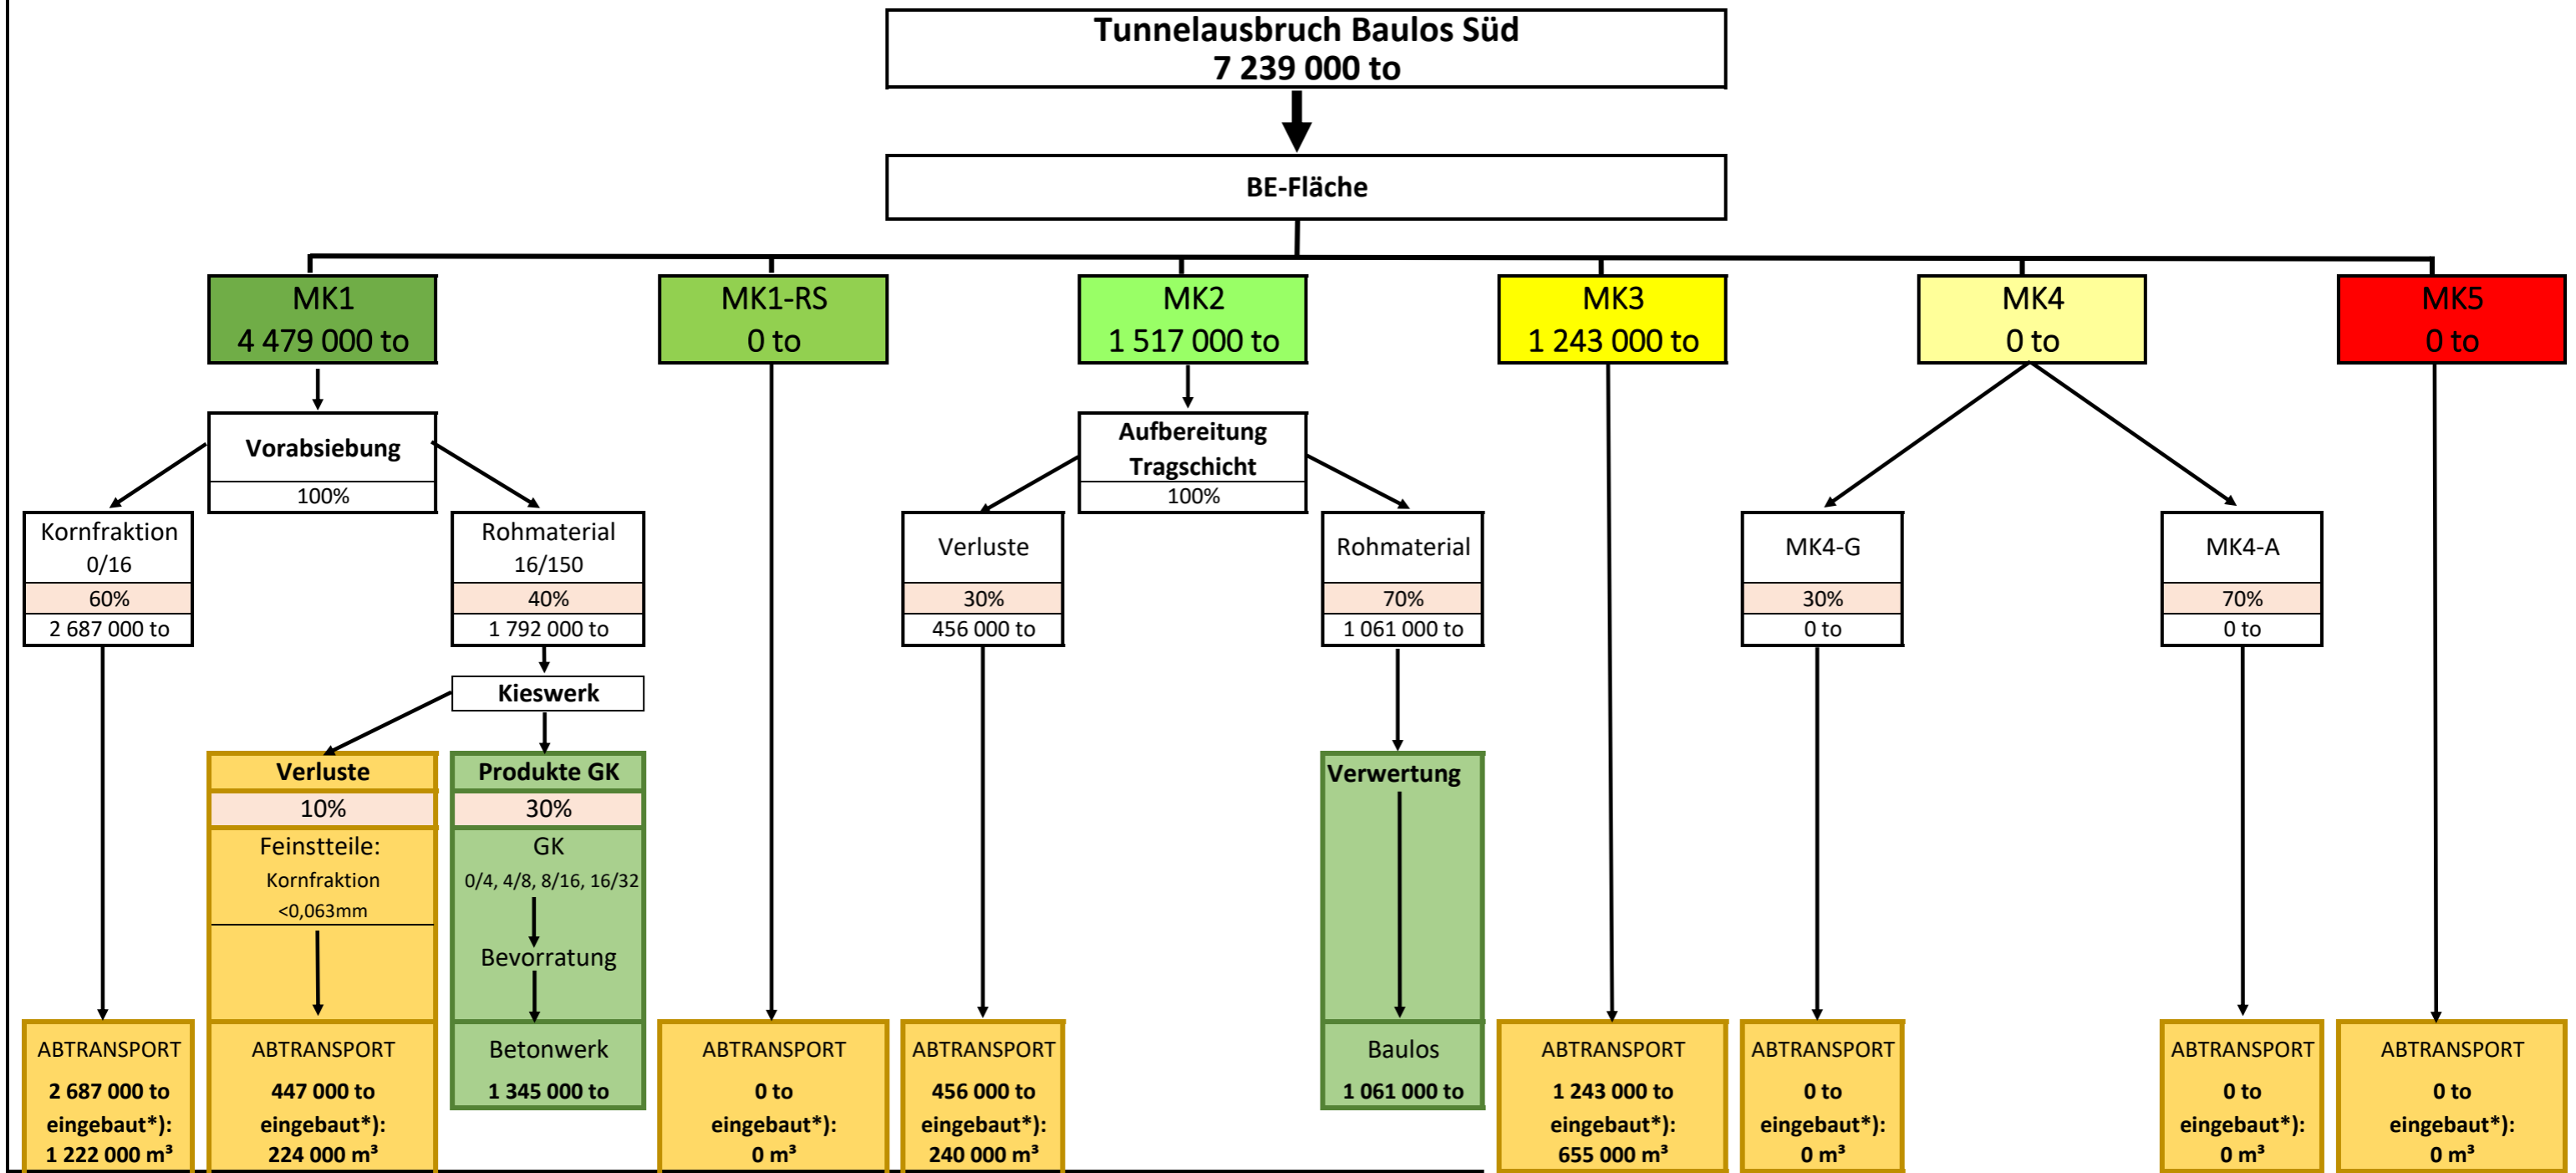 Tunnelausbruch Baulos Süd
7 239 000 to
BE-Fläche
MK1
4 479 000 to
MK1-RS
0 to
MK2
1 517 000 to
MK3
1 243 000 to
MK4
0 to
MK5
0 to
Vorabsiebung
100%
Aufbereitung
Tragschicht
100%
Kornfraktion
0/16
60%
2 687 000 to
Rohmaterial
16/150
40%
1 792 000 to
Verluste
30%
456 000 to
Rohmaterial
70%
1 061 000 to
MK4-G
30%
0 to
MK4-A
70%
0 to
Kieswerk
Verluste
10%
Feinstteile:
Kornfraktion
<0,063mm
Produkte GK
30%
GK
0/4, 4/8, 8/16, 16/32
Bevorratung
Verwertung
ABTRANSPORT
2 687 000 to
eingebaut*):
1 222 000 m³
ABTRANSPORT
447 000 to
eingebaut*):
224 000 m³
Betonwerk
1 345 000 to
ABTRANSPORT
0 to
eingebaut*):
0 m³
ABTRANSPORT
456 000 to
eingebaut*):
240 000 m³
Baulos
1 061 000 to
ABTRANSPORT
1 243 000 to
eingebaut*):
655 000 m³
ABTRANSPORT
0 to
eingebaut*):
0 m³
ABTRANSPORT
0 to
eingebaut*):
0 m³
ABTRANSPORT
0 to
eingebaut*):
0 m³